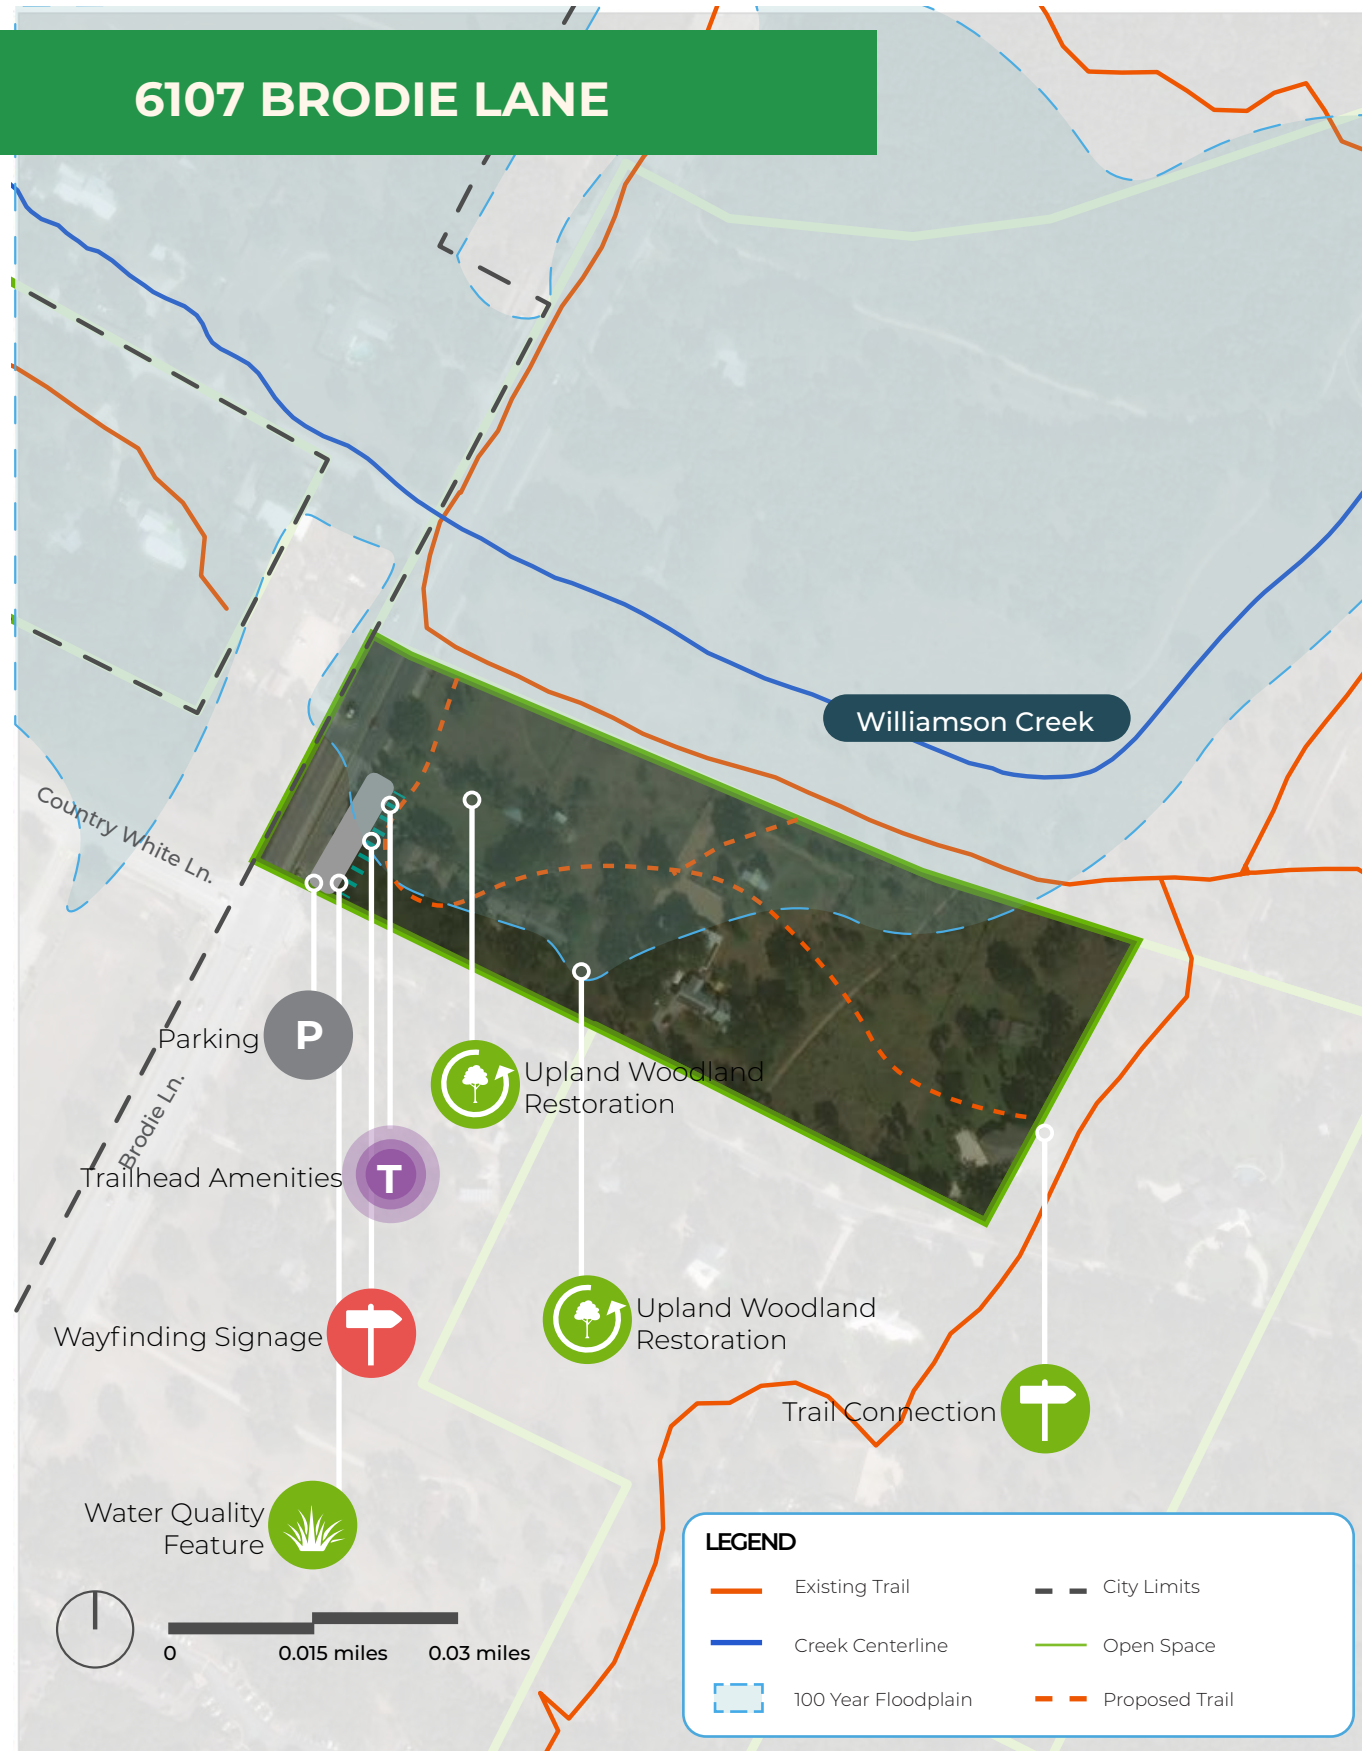 6107 BRODIE LANE
Williamson Creek
Country White Ln.
Parking
P
Brodie Ln.
Upland Woodland
Restoration
Trailhead Amenities
T
Wayfinding Signage
Upland Woodland
Restoration
Trail Connection
Water Quality
Feature
0
0.015 miles
0.03 miles
LEGEND
Existing Trail
City Limits
Creek Centerline
Open Space
100 Year Floodplain
Proposed Trail